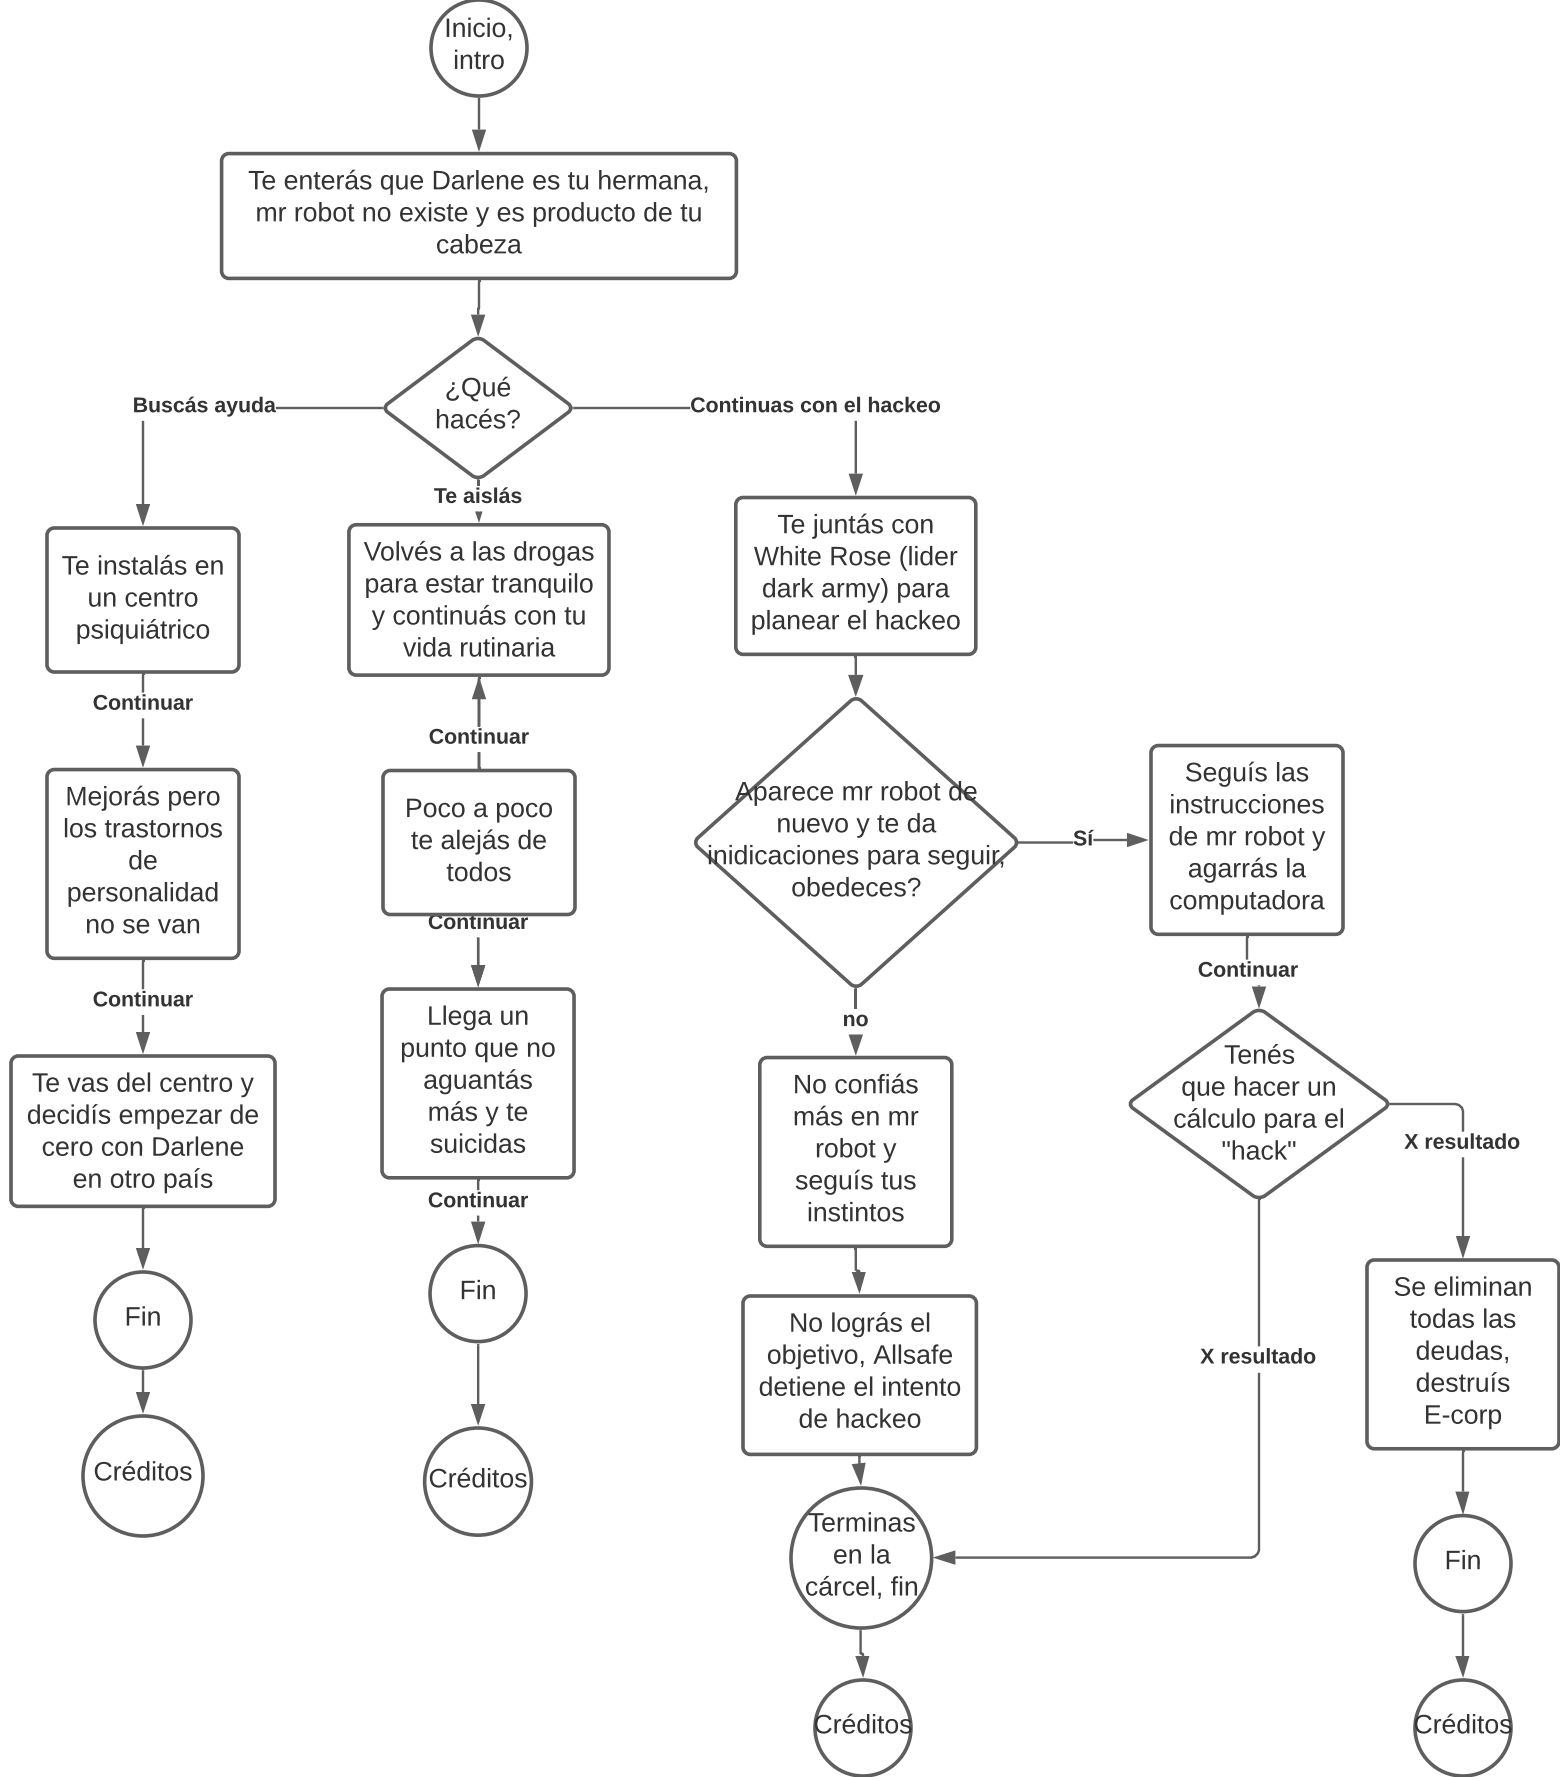 Inicio,
intro
Te enterás que Darlene es tu hermana,
mr robot no existe y es producto de tu
cabeza
¿Qué
hacés?
Buscás ayuda
Te aislás
Continuas con el hackeo
Te instalás en
un centro
psiquiátrico
Continuar
Mejorás pero
los trastornos
de
personalidad
no se van
Continuar
Te vas del centro y
decidís empezar de
cero con Darlene
en otro país
Fin
Créditos
Volvés a las drogas
para estar tranquilo
y continuás con tu
vida rutinaria
Continuar
Poco a poco
te alejás de
todos
Continuar
Llega un
punto que no
aguantás
más y te
suicidas
Continuar
Fin
Créditos
Te juntás con
White Rose (lider
dark army) para
planear el hackeo
Aparece mr robot de
nuevo y te da
inidicaciones para seguir,
obedeces?
no
No confiás
más en mr
robot y
seguís tus
instintos
No lográs el
objetivo, Allsafe
detiene el intento
de hackeo
Terminas
en la
cárcel, fin
Créditos
Sí
Seguís las
instrucciones
de mr robot y
agarrás la
computadora
Continuar
Tenés
que hacer un
cálculo para el
"hack"
X resultado
X resultado
Se eliminan
todas las
deudas,
destruís
E-corp
Fin
Créditos